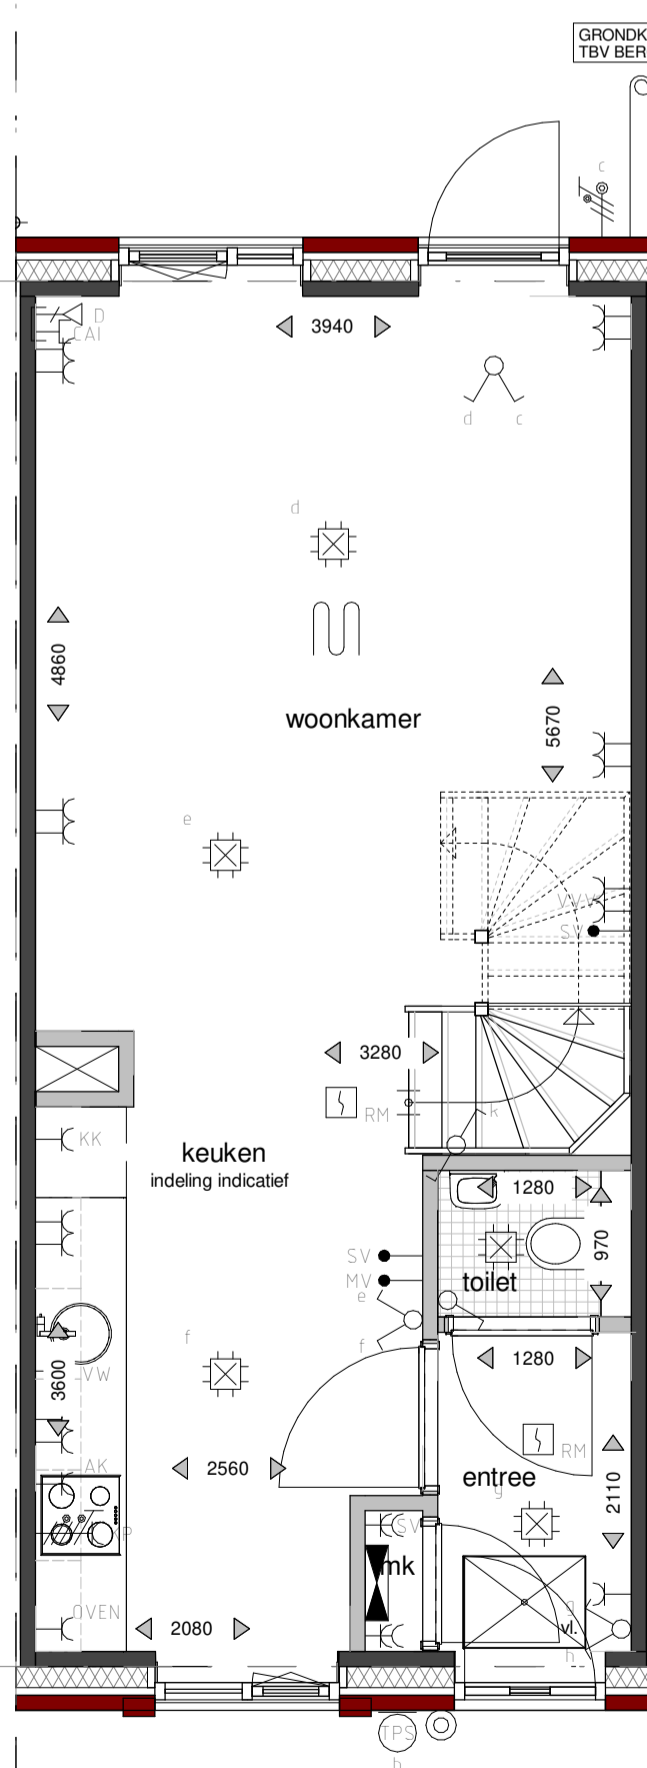 GRONDK
TBV BER
c
D
CAI
3940
d
c
d
4860
woonkamer
5670
e
VVV
SV
3280
RM
k
KK
keuken
indeling indicatief
1280
970
SV
MV
toilet
e
f
f
3600
VW
1280
RM
AK
2560
entree
g
2110
SV
KP
mk
OVEN
2080
g
vl.
h
TPS
h